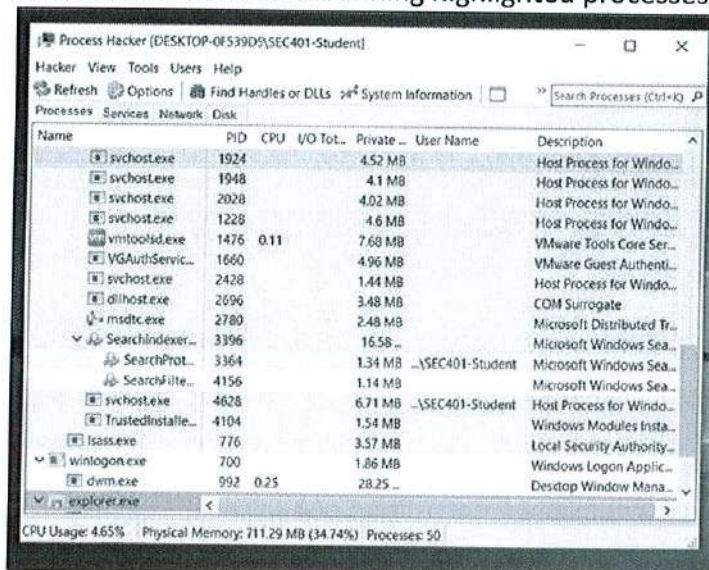 highlighted processes
Process Hacker [DESKTOP-0F539D5\SEC401-Student]
Hacker View Tools Users Help
Refresh Options Find Handles or DLLs System Information Search Processes (Ctrl+K)
Processes Services Network Disk
Name PID CPU I/O Tot... Private ... User Name Description
svchost.exe 1924 4.52 MB Host Process for Windo...
svchost.exe 1948 4.1 MB Host Process for Windo...
svchost.exe 2028 4.02 MB Host Process for Windo...
svchost.exe 1228 4.6 MB Host Process for Windo...
vmtoolsd.exe 1476 0.11 7.68 MB VMware Tools Core Ser...
VGAuthServic... 1660 4.96 MB VMware Guest Authenti...
svchost.exe 2428 1.44 MB Host Process for Windo...
dllhost.exe 2696 3.48 MB COM Surrogate
msdtc.exe 2780 2.48 MB Microsoft Distributed Tr...
SearchIndexer... 3396 16.58 ... Microsoft Windows Sea...
SearchProt... 3364 1.34 MB ...\SEC401-Student Microsoft Windows Sea...
SearchFilte... 4156 1.14 MB Microsoft Windows Sea...
svchost.exe 4628 6.71 MB ...\SEC401-Student Host Process for Windo...
TrustedInstalle... 4104 1.54 MB Windows Modules Insta...
lsass.exe 776 3.57 MB Local Security Authority...
winlogon.exe 700 1.86 MB Windows Logon Applic...
dwm.exe 992 0.25 28.25 ... Desktop Window Mana...
explorer.exe
CPU Usage: 4.65% Physical Memory: 711.29 MB (34.74%) Processes: 50